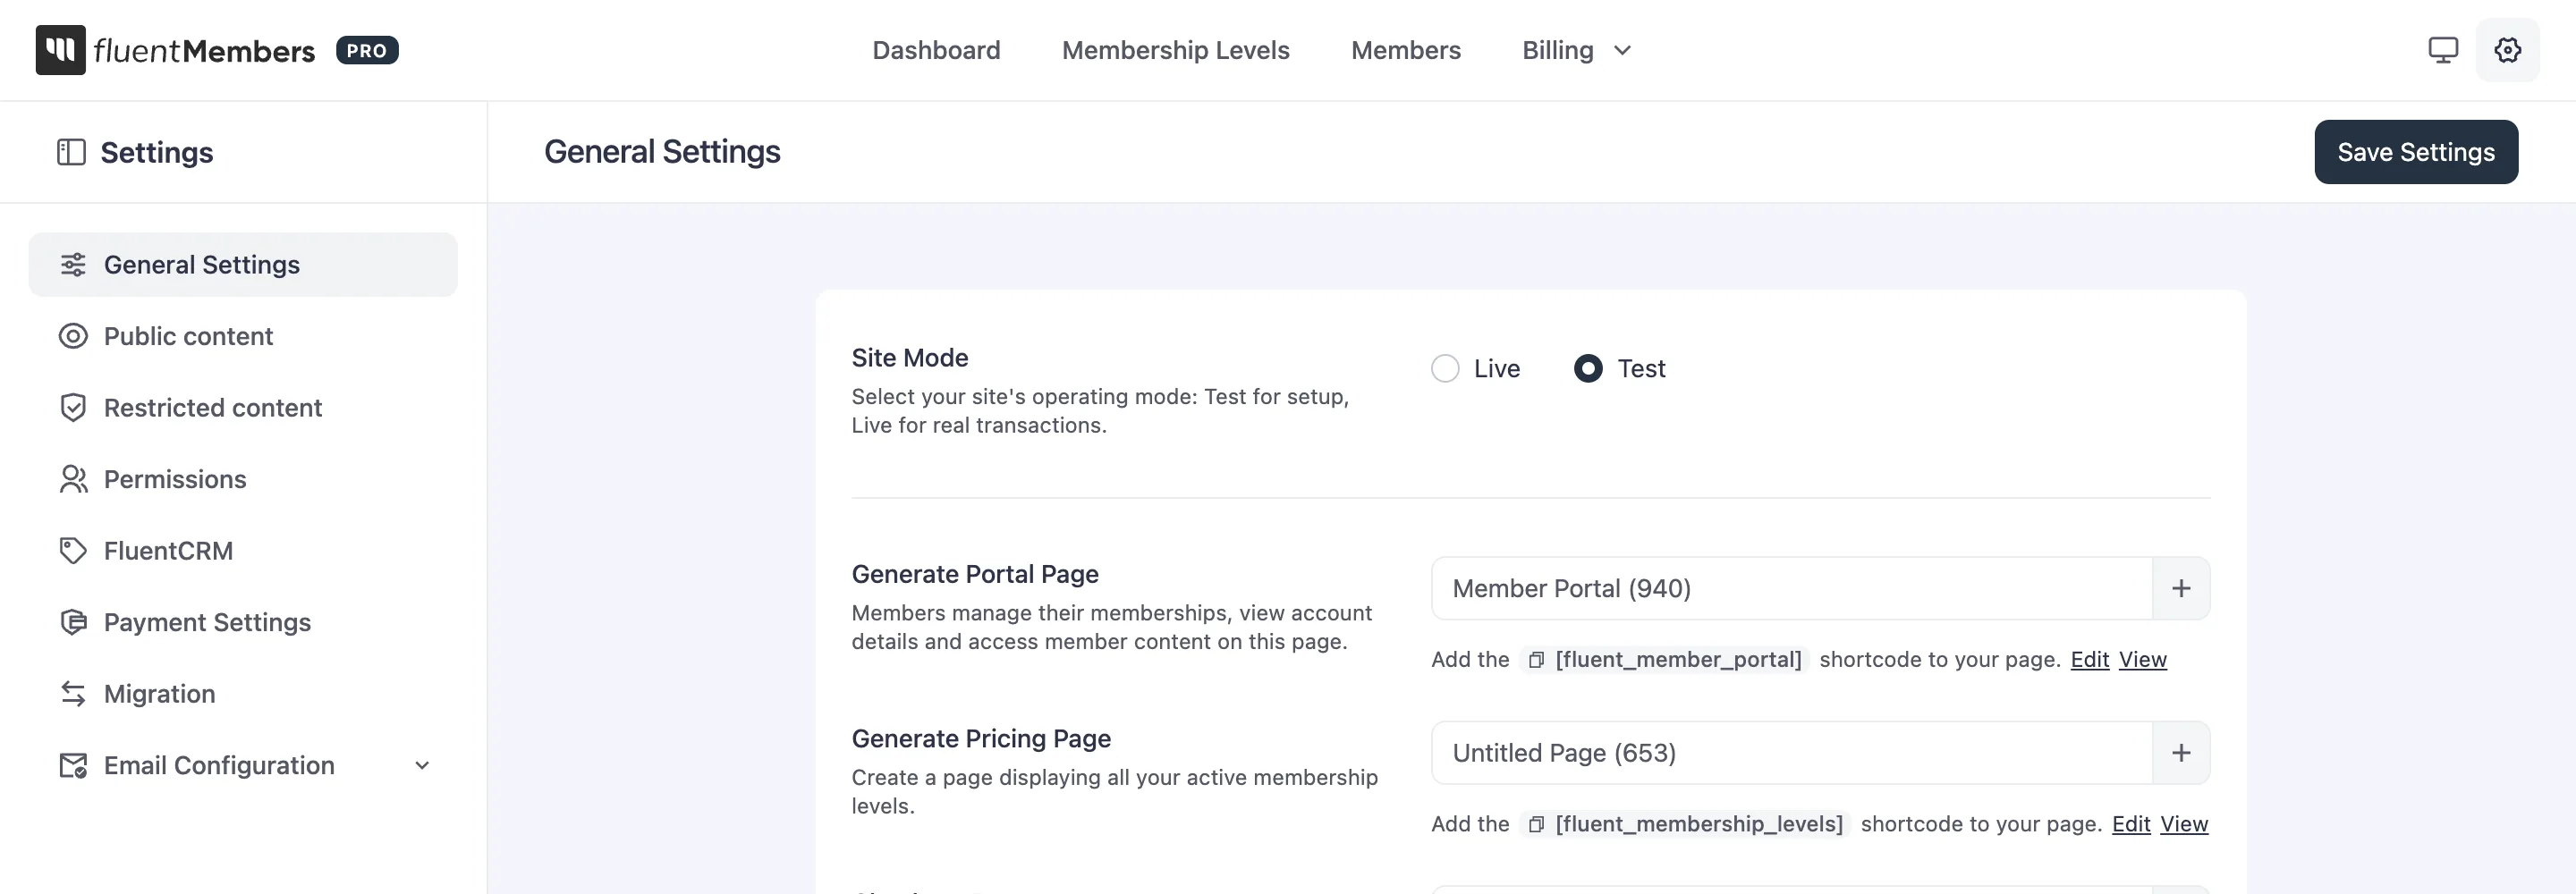 fluentMembers PRO
Dashboard
Membership Levels
Members
Billing
Settings
General Settings
Save Settings
General Settings
Public content
Restricted content
Permissions
FluentCRM
Payment Settings
Migration
Email Configuration
Site Mode
Select your site's operating mode: Test for setup,
Live for real transactions.
Live
Test
Generate Portal Page
Members manage their memberships, view account
details and access member content on this page.
Member Portal (940)
+
Add the [fluent_member_portal] shortcode to your page. Edit View
Generate Pricing Page
Create a page displaying all your active membership
levels.
Untitled Page (653)
+
Add the [fluent_membership_levels] shortcode to your page. Edit View